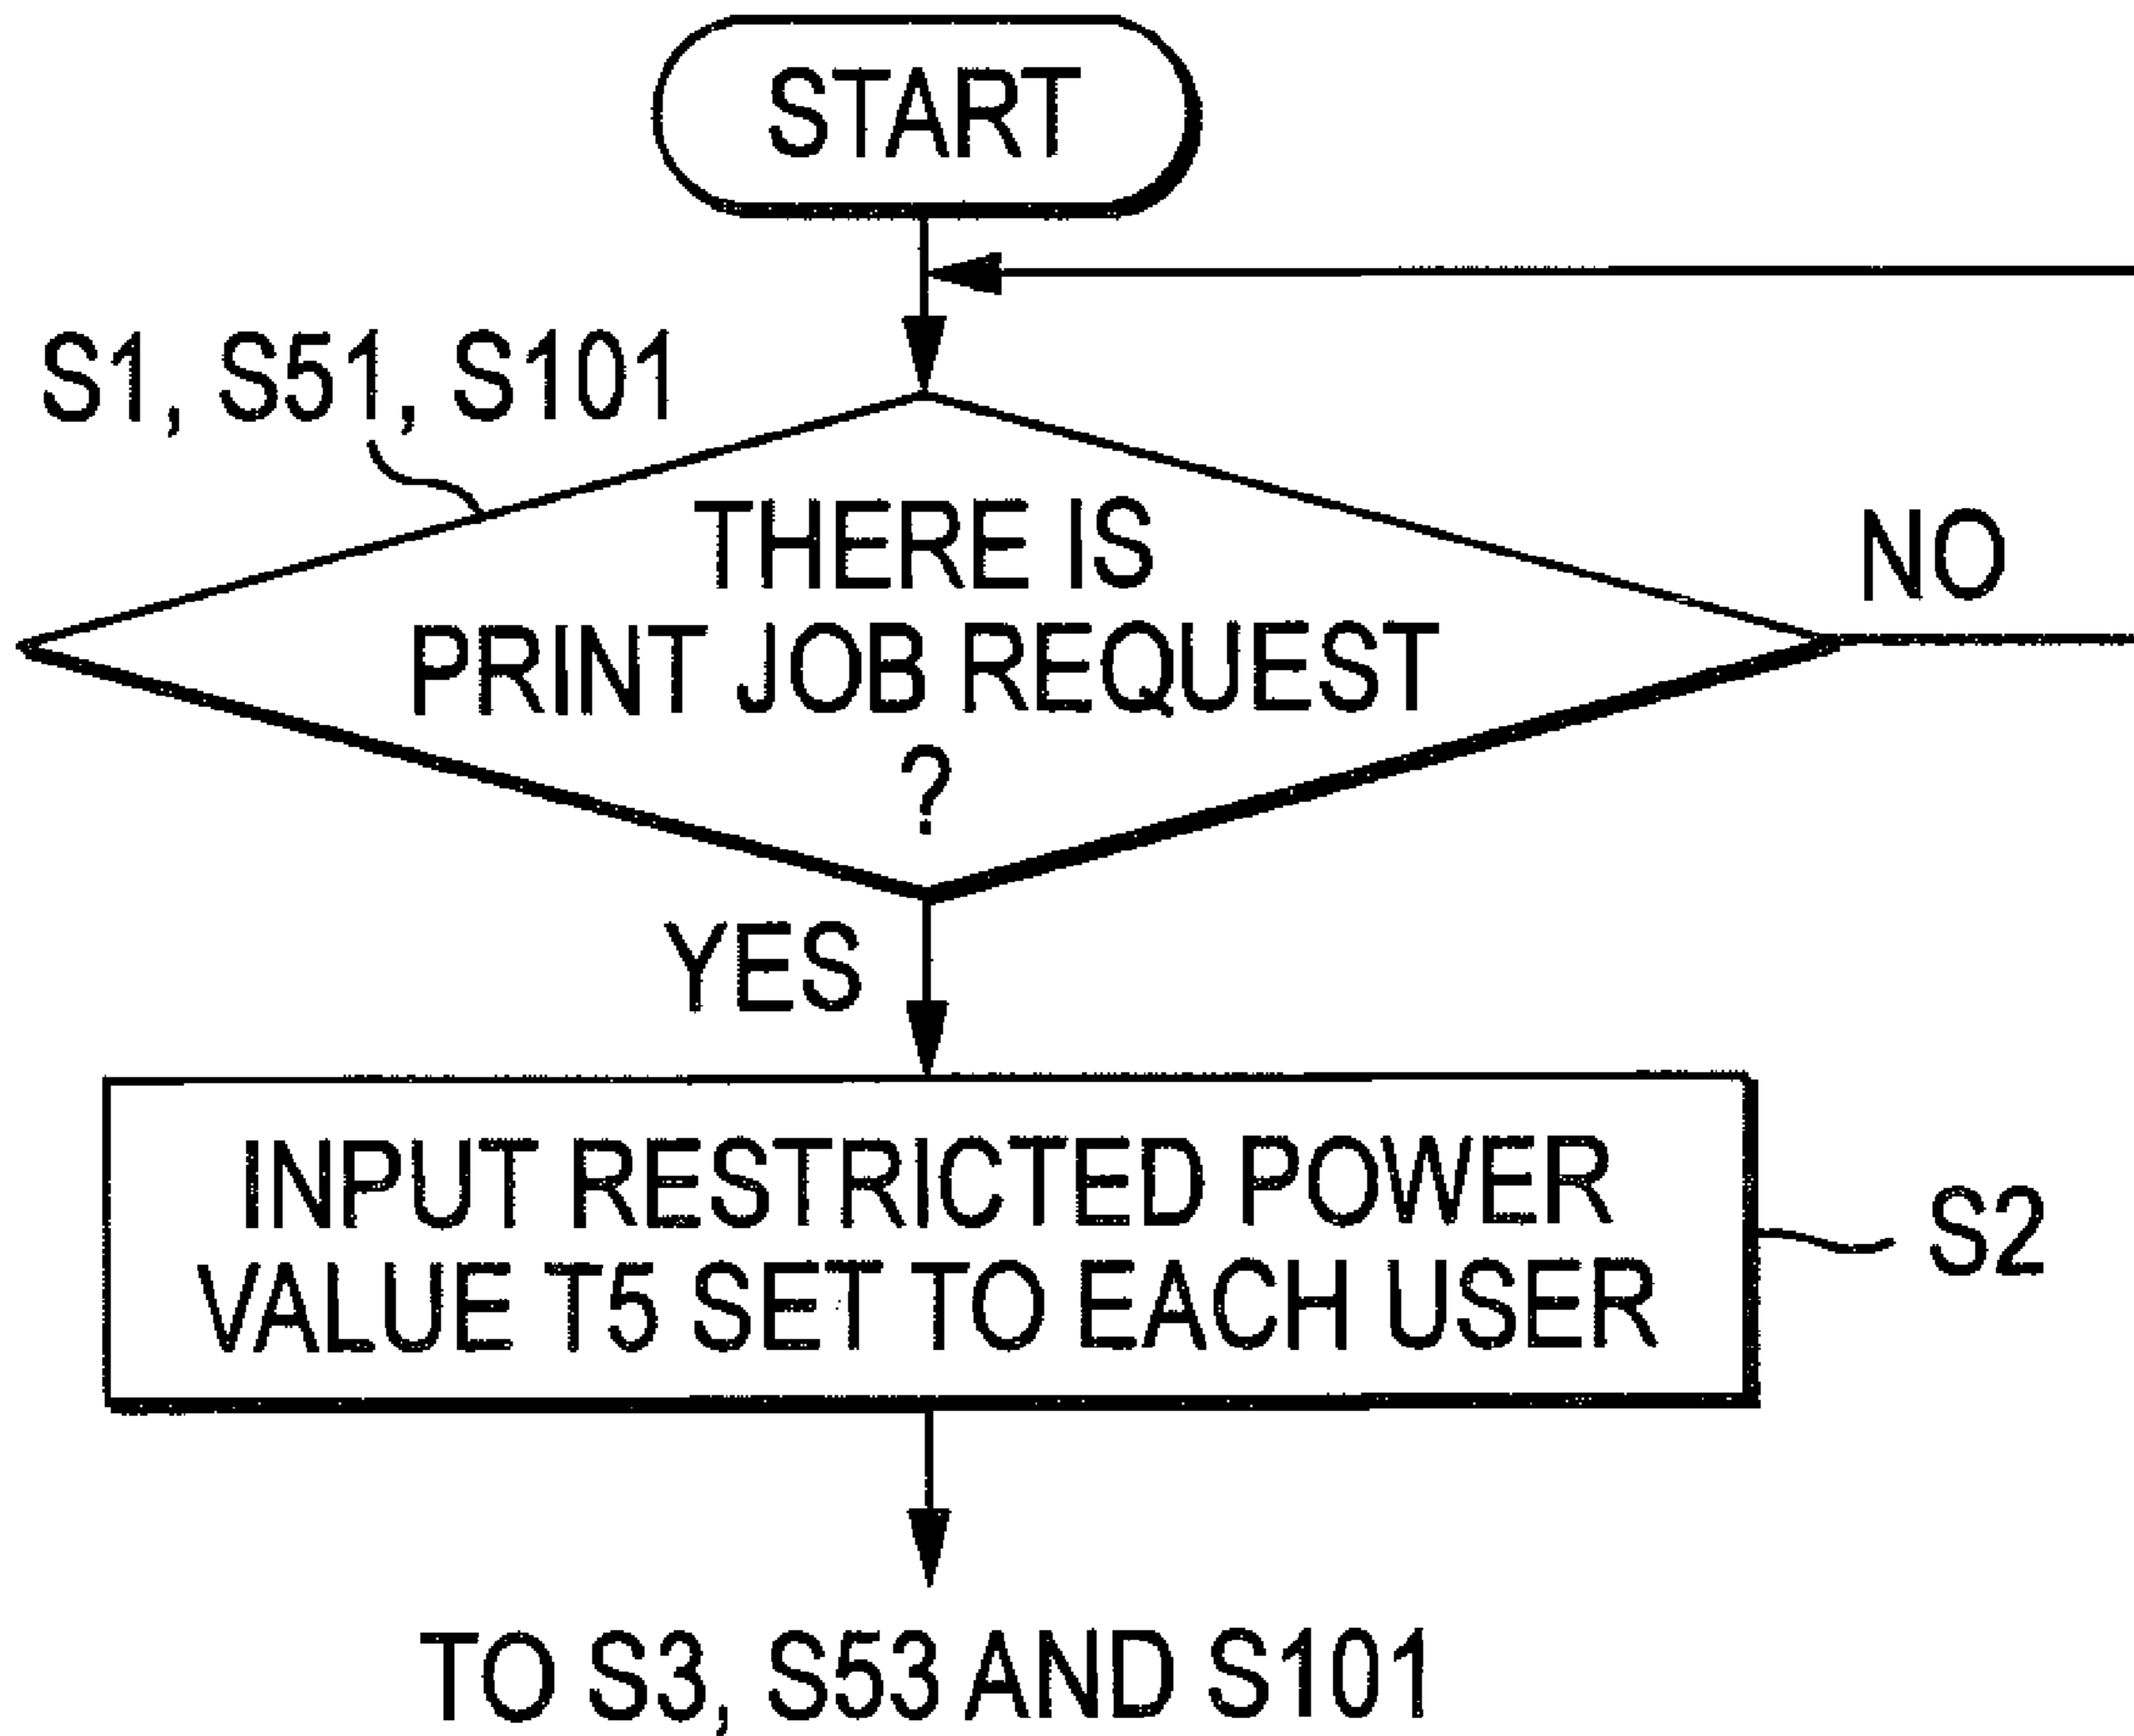 START
S1, S51, S101
THERE IS
PRINT JOB REQUEST
?
NO
YES
INPUT RESTRICTED POWER
VALUE T5 SET TO EACH USER
S2
TO S3, S53 AND S101